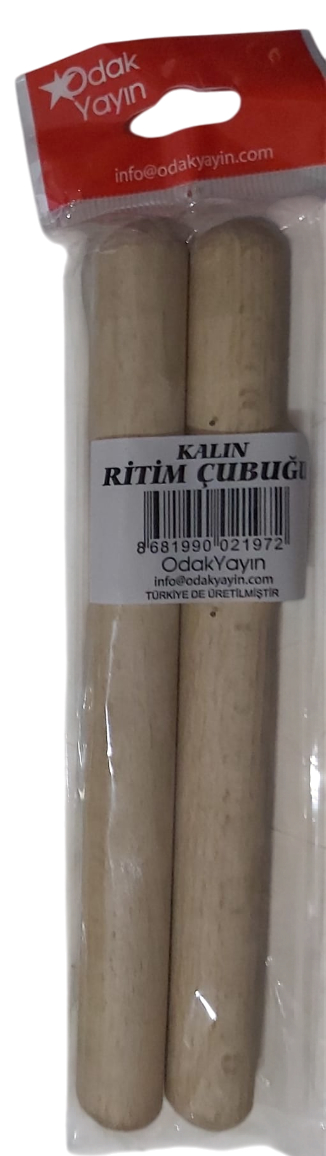 Odak
Yayın
info@odakyayin.com
KALIN
RİTİM ÇUBUĞU
8 681990 021972
OdakYayın
info@odakyayin.com
TÜRKİYE DE ÜRETİLMİŞTİR